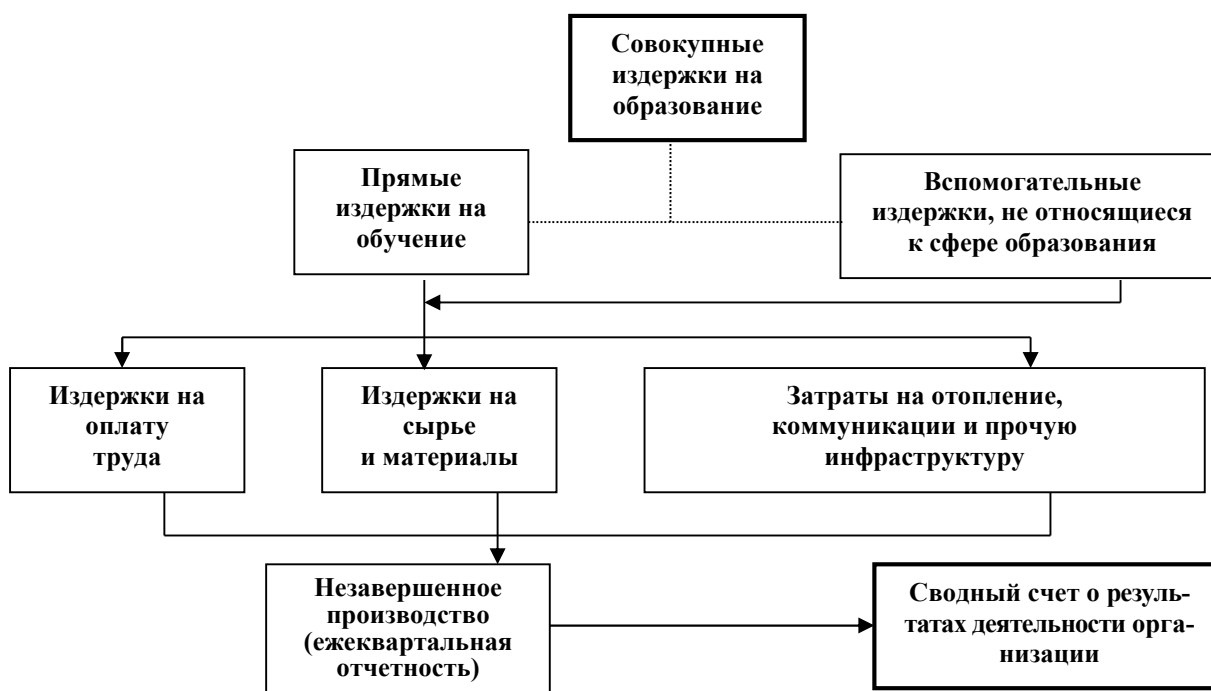 Совокупные
издержки на
образование
Прямые
издержки на
обучение
Вспомогательные
издержки, не относящиеся
к сфере образования
Издержки на
оплату
труда
Издержки на
сырье
и материалы
Затраты на отопление,
коммуникации и прочую
инфраструктуру
Незавершенное
производство
(ежеквартальная
отчетность)
Сводный счет о резуль-
татах деятельности орга-
низации